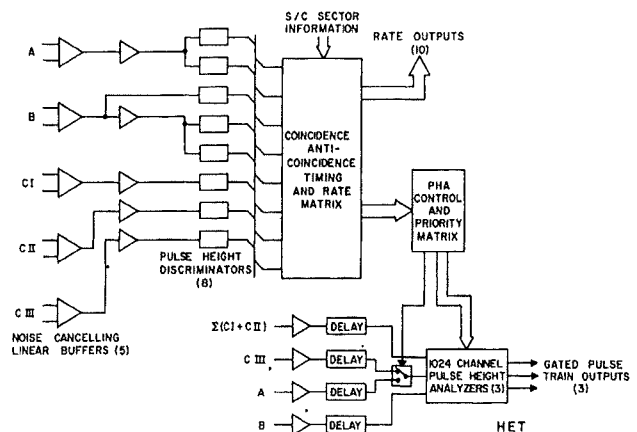 S/C SECTOR
INFORMATION
RATE OUTPUTS
(10)
A
B
CI
CII
CIII
COINCIDENCE
ANTI-
COINCIDENCE
TIMING
AND RATE
MATRIX
PHA
CONTROL
AND
PRIORITY
MATRIX
PULSE HEIGHT
DISCRIMINATORS
(8)
NOISE CANCELLING
LINEAR BUFFERS (5)
Σ(CI+CII)
DELAY
CIII
DELAY
A
DELAY
B
DELAY
1024 CHANNEL
PULSE HEIGHT
ANALYZERS (3)
GATED PULSE
TRAIN OUTPUTS
(3)
HET